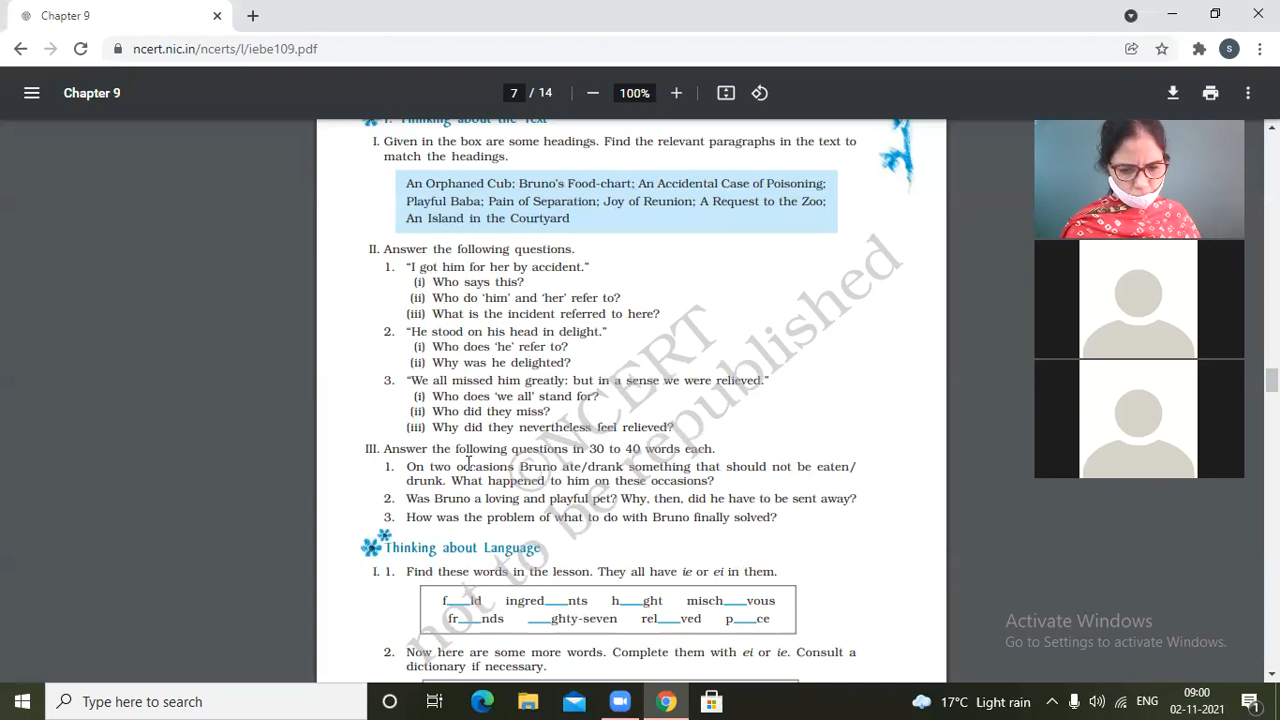 Chapter 9
ncert.nic.in/ncerts/l/iebe109.pdf
S
Chapter 9
7 / 14
100%
I. Thinking about the Text
I. Given in the box are some headings. Find the relevant paragraphs in the text to
match the headings.
An Orphaned Cub; Bruno's Food-chart; An Accidental Case of Poisoning;
Playful Baba; Pain of Separation; Joy of Reunion; A Request to the Zoo;
An Island in the Courtyard
II. Answer the following questions.
1. "I got him for her by accident."
(i) Who says this?
(ii) Who do 'him' and 'her' refer to?
(iii) What is the incident referred to here?
2. "He stood on his head in delight."
(i) Who does 'he' refer to?
(ii) Why was he delighted?
3. "We all missed him greatly: but in a sense we were relieved."
(i) Who does 'we all' stand for?
(ii) Who did they miss?
(iii) Why did they nevertheless feel relieved?
III. Answer the following questions in 30 to 40 words each.
1. On two occasions Bruno ate/drank something that should not be eaten/
drunk. What happened to him on these occasions?
2. Was Bruno a loving and playful pet? Why, then, did he have to be sent away?
3. How was the problem of what to do with Bruno finally solved?
Thinking about Language
I. 1. Find these words in the lesson. They all have ie or ei in them.
f___ld ingred___nts h___ght misch___vous
fr___nds ___ghty-seven rel___ved p___ce
2. Now here are some more words. Complete them with ei or ie. Consult a
dictionary if necessary.
©NCERT
not to be republished
Activate Windows
Go to Settings to activate Windows.
Type here to search
17°C Light rain
ENG
09:00
02-11-2021
1